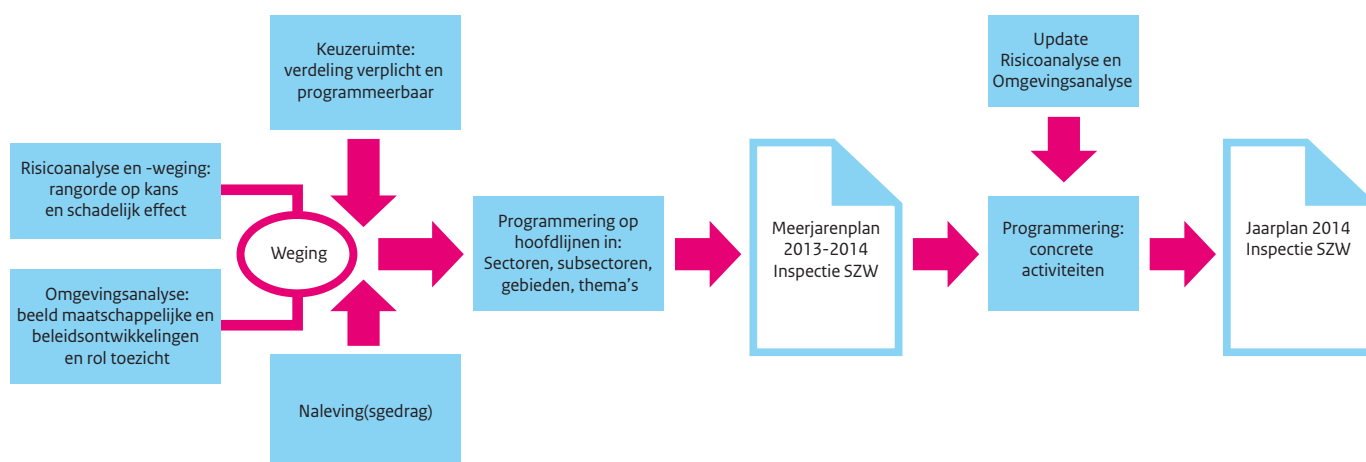 Keuzeruimte:
verdeling verplicht en
programmeerbaar
Risicoanalyse en -weging:
rangorde op kans
en schadelijk effect
Weging
Omgevingsanalyse:
beeld maatschappelijke en
beleidsontwikkelingen
en rol toezicht
Naleving(sgedrag)
Programmering op
hoofdlijnen in:
Sectoren, subsectoren,
gebieden, thema's
Meerjarenplan
2013-2014
Inspectie SZW
Update
Risicoanalyse en
Omgevingsanalyse
Programmering:
concrete
activiteiten
Jaarplan 2014
Inspectie SZW